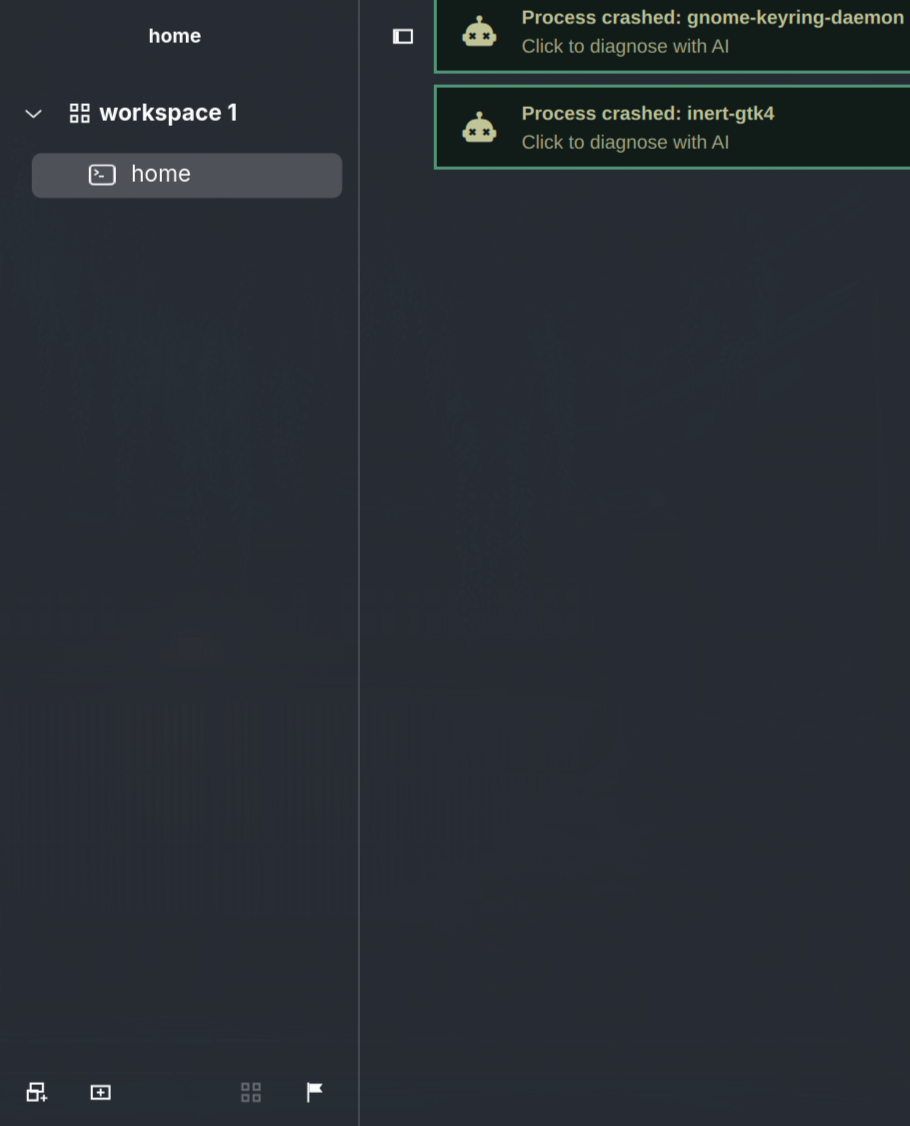 home
workspace 1
home
Process crashed: gnome-keyring-daemon
Click to diagnose with AI
Process crashed: inert-gtk4
Click to diagnose with AI